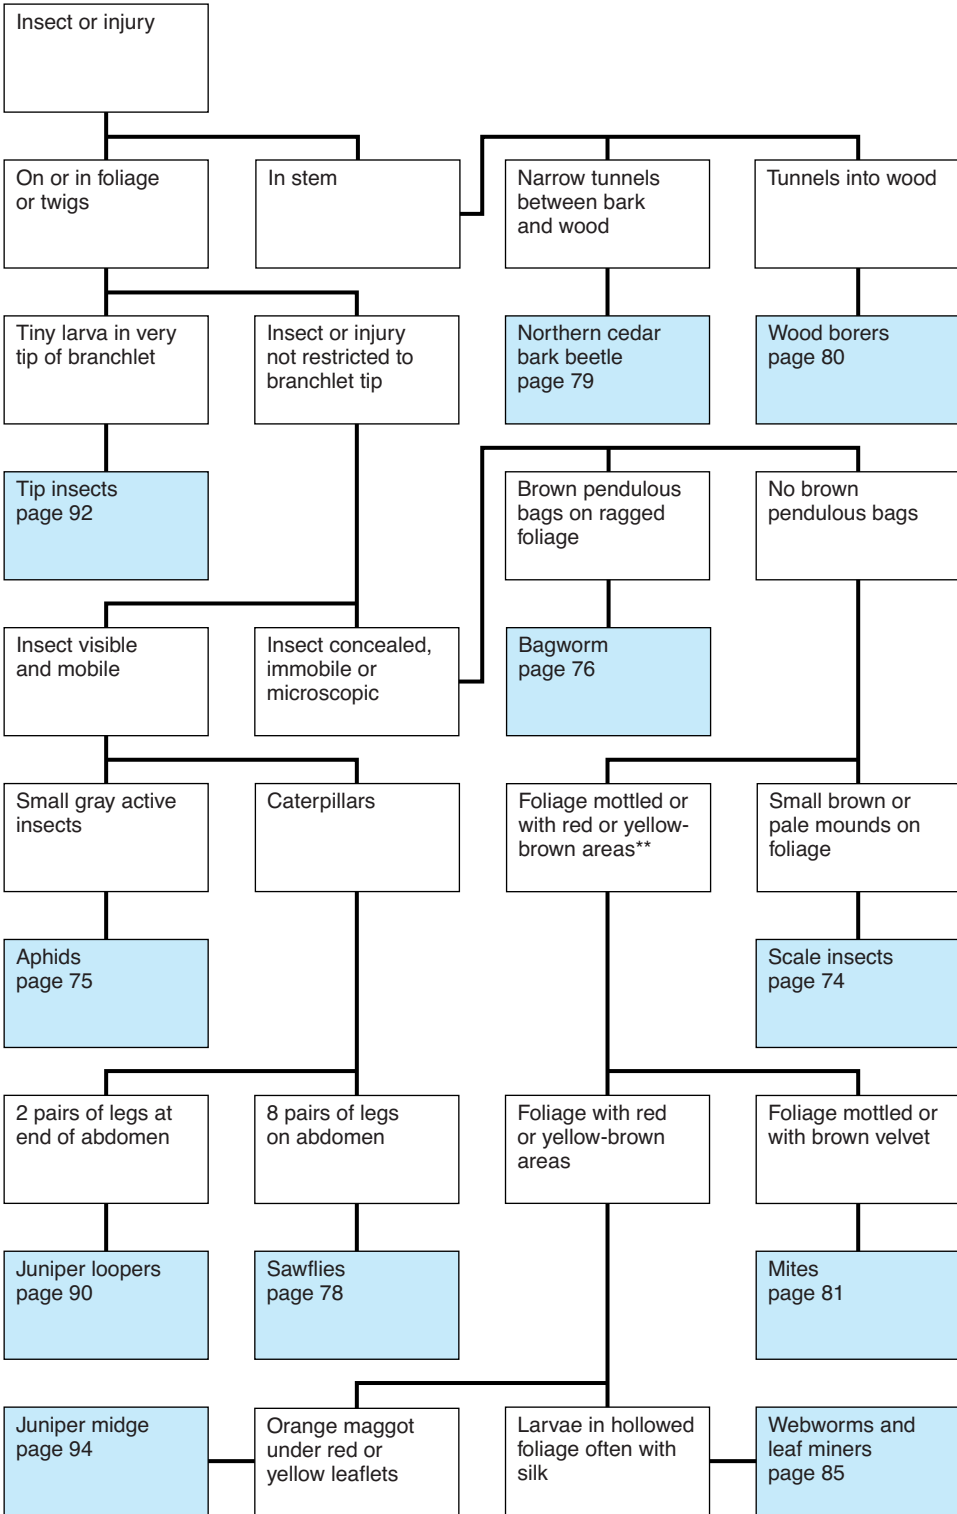 Insect or injury
On or in foliage
or twigs
In stem
Narrow tunnels
between bark
and wood
Tunnels into wood
Tiny larva in very
tip of branchlet
Insect or injury
not restricted to
branchlet tip
Northern cedar
bark beetle
page 79
Wood borers
page 80
Tip insects
page 92
Brown pendulous
bags on ragged
foliage
No brown
pendulous bags
Insect visible
and mobile
Insect concealed,
immobile or
microscopic
Bagworm
page 76
Small gray active
insects
Caterpillars
Foliage mottled or
with red or yellow-
brown areas**
Small brown or
pale mounds on
foliage
Aphids
page 75
Scale insects
page 74
2 pairs of legs at
end of abdomen
8 pairs of legs
on abdomen
Foliage with red
or yellow-brown
areas
Foliage mottled or
with brown velvet
Juniper loopers
page 90
Sawflies
page 78
Mites
page 81
Juniper midge
page 94
Orange maggot
under red or
yellow leaflets
Larvae in hollowed
foliage often with
silk
Webworms and
leaf miners
page 85